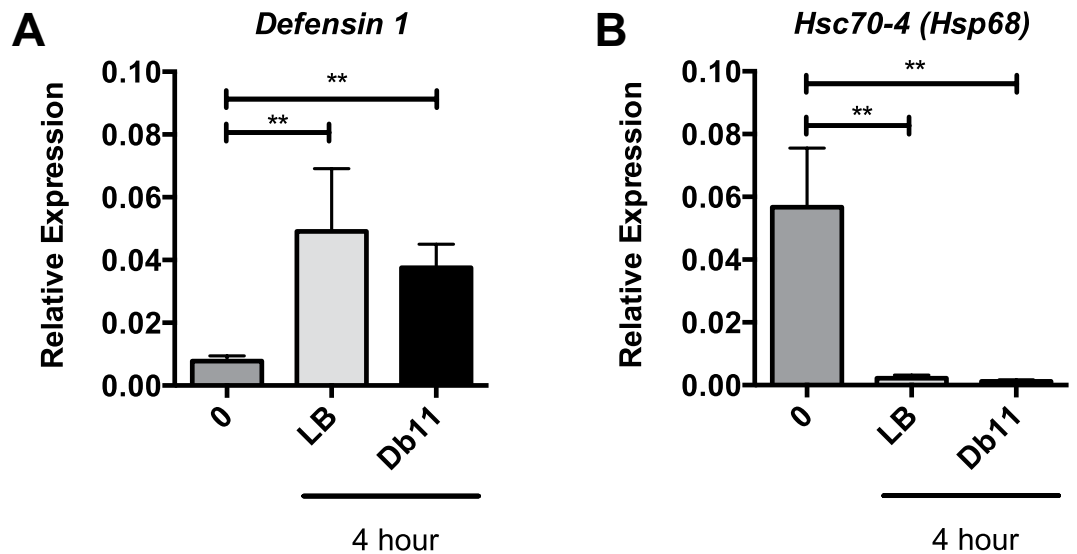 A
Defensin 1
Relative Expression
0.10
0.08
0.06
0.04
0.02
0.00
**
**
0
LB
Db11
4 hour
B
Hsc70-4 (Hsp68)
Relative Expression
0.10
0.08
0.06
0.04
0.02
0.00
**
**
0
LB
Db11
4 hour